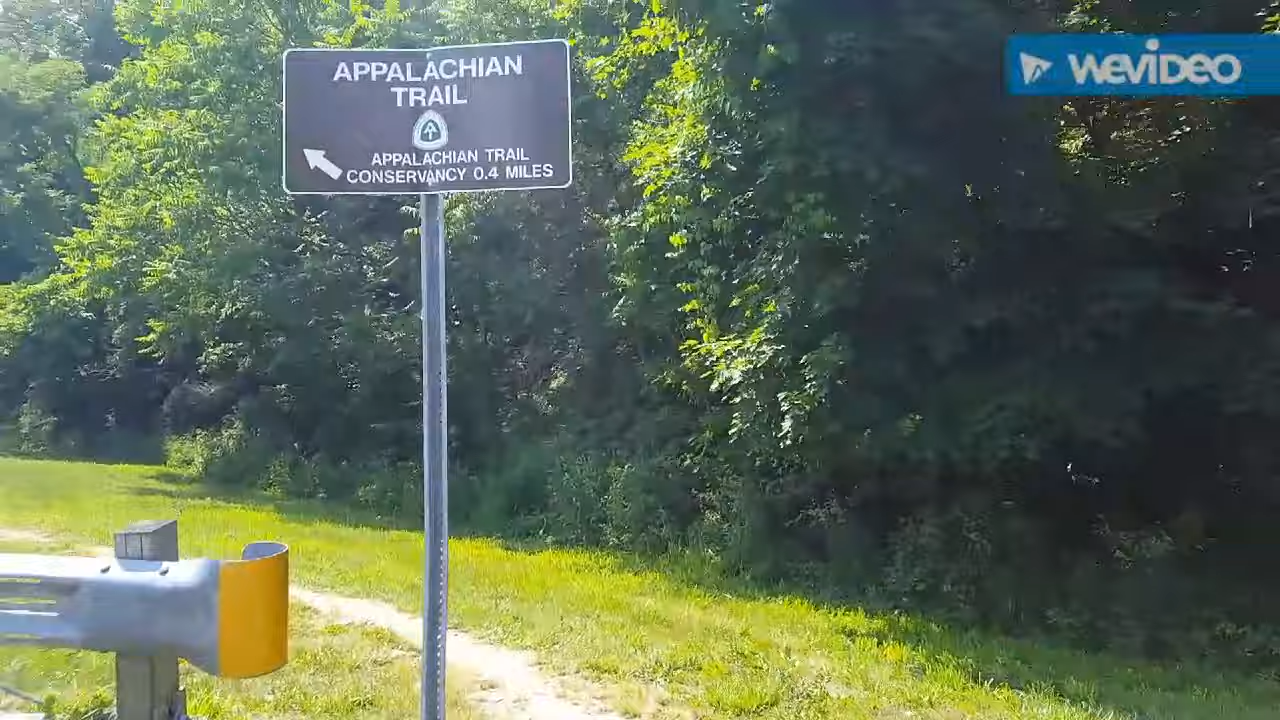 APPALACHIAN
TRAIL
APPALACHIAN TRAIL
CONSERVANCY 0.4 MILES
WEVIDEO